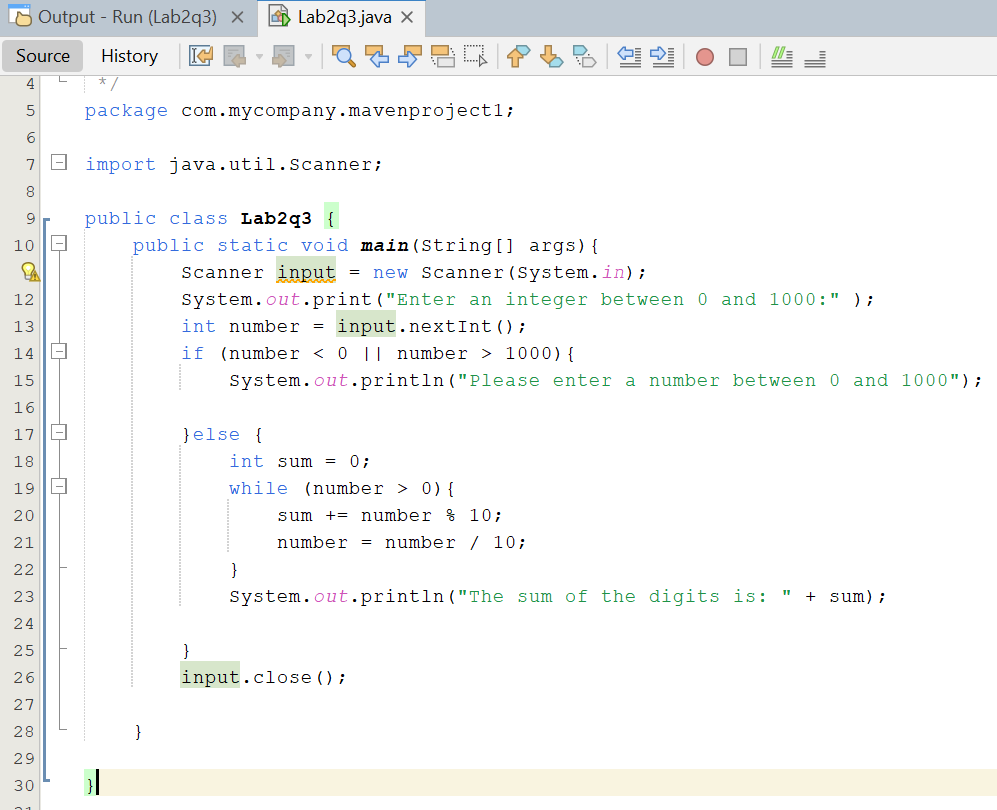 Output - Run (Lab2q3) × Lab2q3.java ×
Source History
4 */
5 package com.mycompany.mavenproject1;
6
7 import java.util.Scanner;
8
9 public class Lab2q3 {
10 public static void main(String[] args){
Scanner input = new Scanner(System.in);
12 System.out.print("Enter an integer between 0 and 1000:" );
13 int number = input.nextInt();
14 if (number < 0 || number > 1000){
15 System.out.println("Please enter a number between 0 and 1000");
16
17 }else {
18 int sum = 0;
19 while (number > 0){
20 sum += number % 10;
21 number = number / 10;
22 }
23 System.out.println("The sum of the digits is: " + sum);
24
25 }
26 input.close();
27
28 }
29
30 }